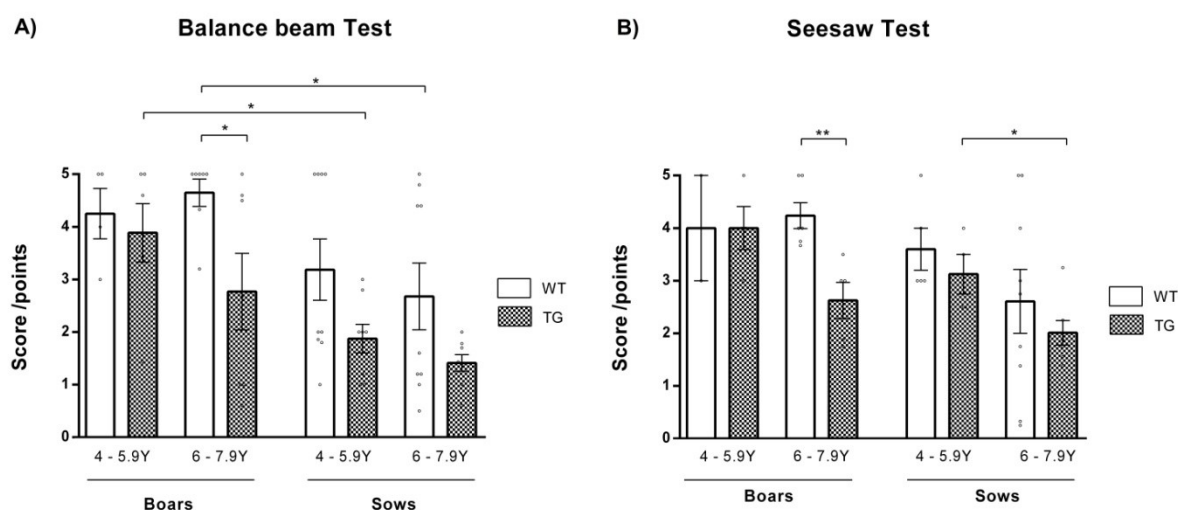 A) Balance beam Test
*
*
*
5
4
3
2
1
0
Score /points
4 - 5.9Y 6 - 7.9Y 4 - 5.9Y 6 - 7.9Y
Boars Sows
WT
TG
B) Seesaw Test
** *
5
4
3
2
1
0
Score /points
4 - 5.9Y 6 - 7.9Y 4 - 5.9Y 6 - 7.9Y
Boars Sows
WT
TG